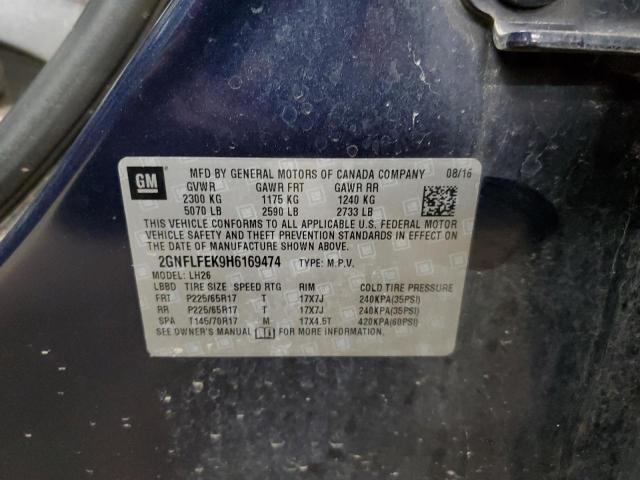 GM
MFD BY GENERAL MOTORS OF CANADA COMPANY 08/16
GVWR GAWR FRT GAWR RR
2300 KG 1175 KG 1240 KG
5070 LB 2590 LB 2733 LB
THIS VEHICLE CONFORMS TO ALL APPLICABLE U.S. FEDERAL MOTOR
VEHICLE SAFETY AND THEFT PREVENTION STANDARDS IN EFFECT ON
THE DATE OF MANUFACTURE SHOWN ABOVE.
2GNFLFEK9H6169474 TYPE: M.P.V.
MODEL: LH26
LBBD TIRE SIZE SPEED RTG RIM COLD TIRE PRESSURE
FRT P225/65R17 T 17X7J 240KPA(35PSI)
RR P225/65R17 T 17X7J 240KPA(35PSI)
SPA T145/70R17 M 17X4.5T 420KPA(60PSI)
SEE OWNER'S MANUAL FOR MORE INFORMATION.